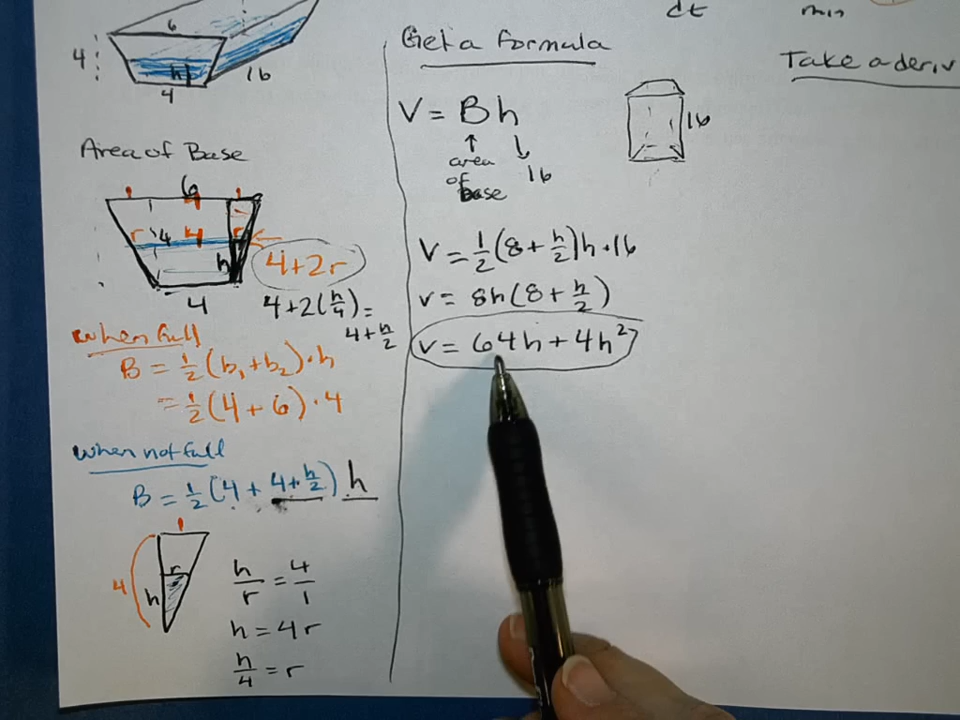 6
4
h
16
4
Area of Base
6
1 4 1
r 4 4 r
h
4+2r
4
4+2(h/4)=
4+h/2
When full
B = 1/2(b₁+b₂)·h
= 1/2(4+6)·4
When not full
B = 1/2(4+4+h/2)h
1
4
r
h
h/r = 4/1
h = 4r
h/4 = r
Get a formula
V = Bh
↑ ↓
area of base
16
16
V = 1/2(8+h/2)h·16
V = 8h(8+h/2)
V = 64h+4h²
dt
min
Take a deriv